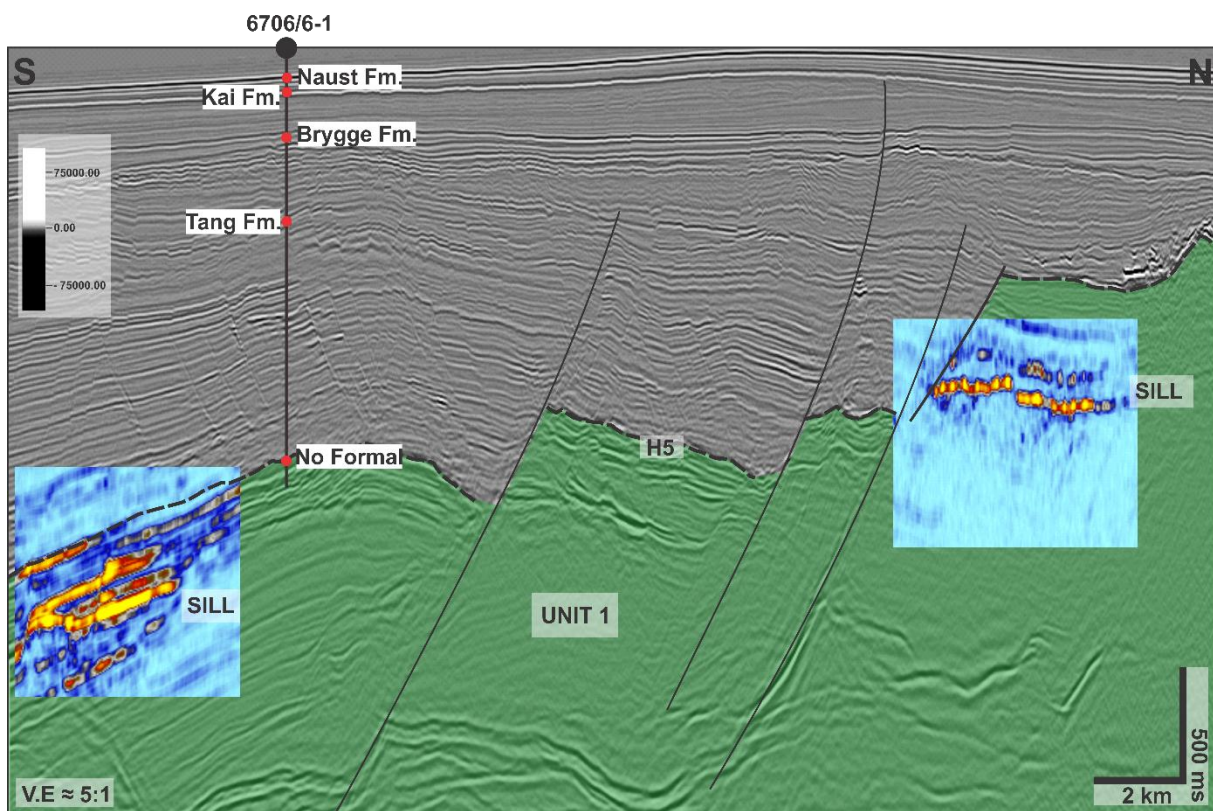 6706/6-1
S
N
Naust Fm.
Kai Fm.
Brygge Fm.
75000.00
0.00
-75000.00
Tang Fm.
SILL
H5
No Formal
SILL
UNIT 1
500 ms
2 km
V.E ≈ 5:1